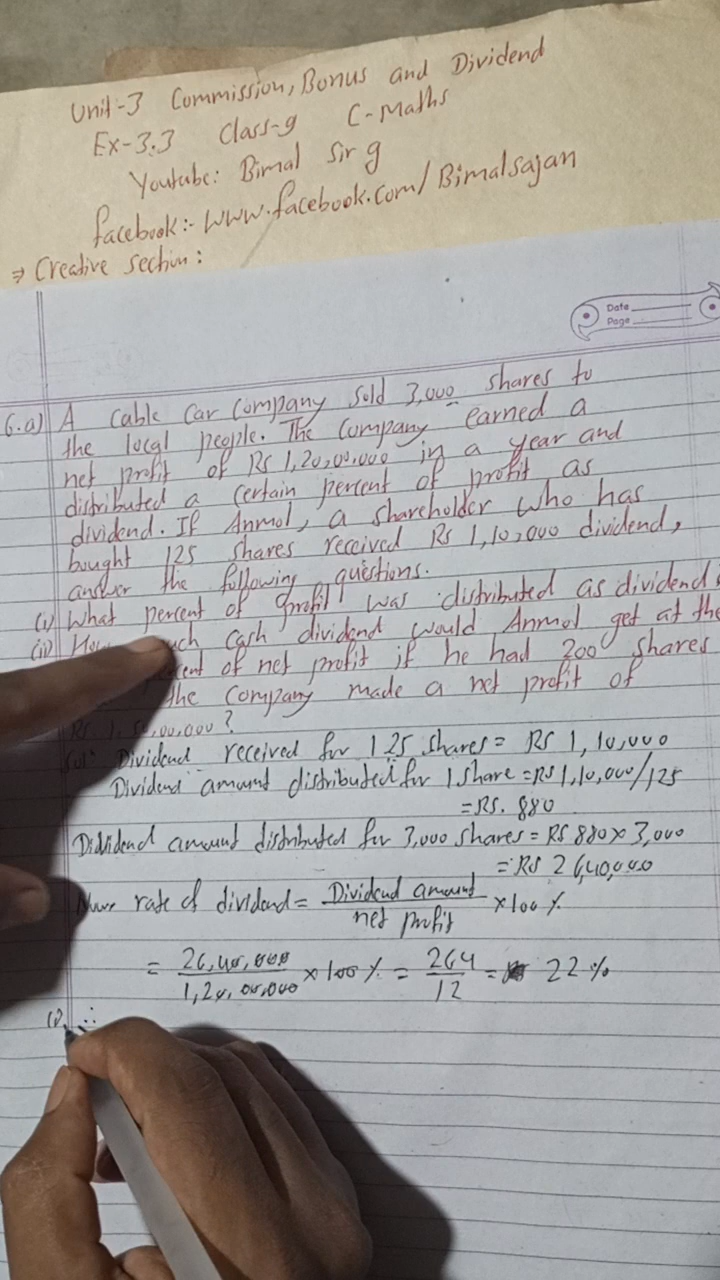 Unit-3 Commission, Bonus and Dividend
Ex-3.3 Class-9 C-Maths
Youtube: Bimal Sir g
facebook:- www.facebook.com/Bimalsajan
⇒ Creative section:
Date
Page
6.a) A cable car company sold 3,000 shares to
the local people. The company earned a
net profit of Rs 1,20,00,000 in a year and
distributed a certain percent of profit as
dividend. If Anmol, a shareholder who has
bought 125 shares received Rs 1,10,000 dividend,
answer the following questions.
(i) What percent of profit was distributed as dividend
(ii) cash dividend would Anmol get at the
of net profit if he had 200 shares
the company made a net profit of
?
Dividend received for 125 shares = Rs 1,10,000
Dividend amount distributed for 1 share = Rs 1,10,000/125
= Rs. 880
Dividend amount distributed for 3,000 shares = Rs 880 × 3,000
= Rs 26,40,000
rate of dividend = Dividend amount / net profit × 100 %
= 26,40,000 / 1,20,00,000 × 100 % = 264 / 12 = 22 %
(i) ∴